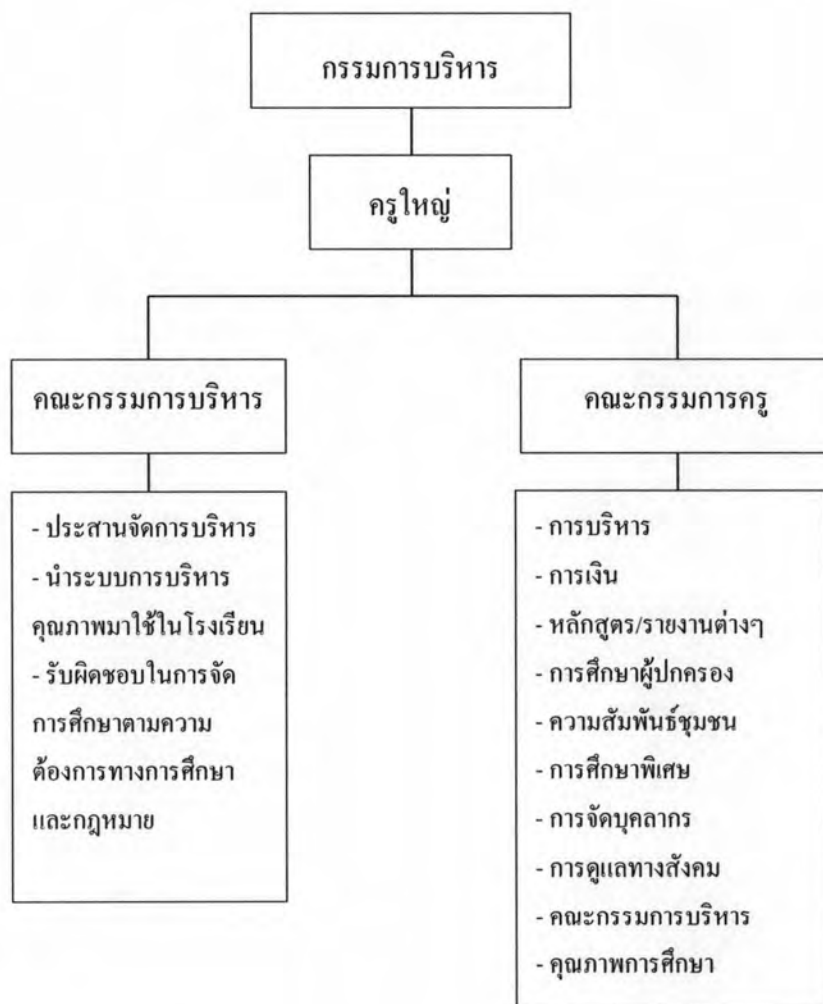 กรรมการบริหาร
ครูใหญ่
คณะกรรมการบริหาร
- ประสานจัดการบริหาร
- นำระบบการบริหาร
คุณภาพมาใช้ในโรงเรียน
- รับผิดชอบในการจัด
การศึกษาตามความ
ต้องการทางการศึกษา
และกฎหมาย
คณะกรรมการครู
- การบริหาร
- การเงิน
- หลักสูตร/รายงานต่างๆ
- การศึกษาผู้ปกครอง
- ความสัมพันธ์ชุมชน
- การศึกษาพิเศษ
- การจัดบุคลากร
- การดูแลทางสังคม
- คณะกรรมการบริหาร
- คุณภาพการศึกษา